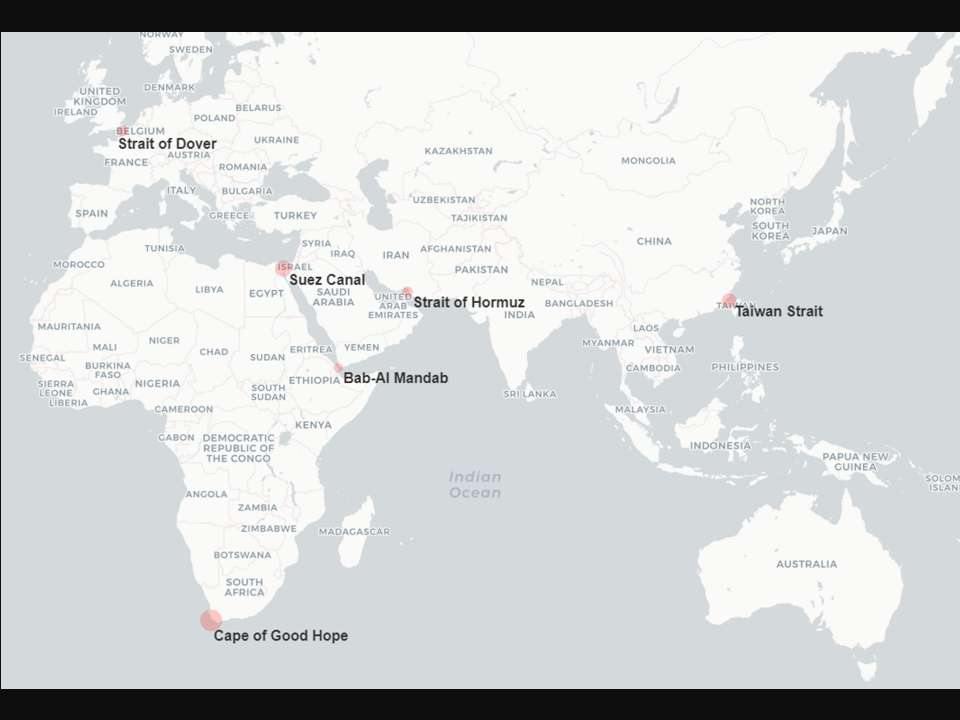 NORWAY
SWEDEN
UNITED
KINGDOM
DENMARK
IRELAND
BELARUS
POLAND
BELGIUM
Strait of Dover
UKRAINE
FRANCE
AUSTRIA
KAZAKHSTAN
MONGOLIA
ROMANIA
ITALY
BULGARIA
UZBEKISTAN
NORTH
KOREA
SPAIN
GREECE
TURKEY
TAJIKISTAN
SOUTH
KOREA
JAPAN
TUNISIA
SYRIA
IRAQ
IRAN
AFGHANISTAN
CHINA
MOROCCO
ISRAEL
PAKISTAN
ALGERIA
LIBYA
EGYPT
Suez Canal
SAUDI
ARABIA
NEPAL
UNITED
ARAB
EMIRATES
Strait of Hormuz
INDIA
BANGLADESH
TAIWAN
Taiwan Strait
MAURITANIA
MALI
NIGER
CHAD
SUDAN
ERITREA
YEMEN
MYANMAR
LAOS
VIETNAM
SENEGAL
BURKINA
FASO
NIGERIA
SOUTH
SUDAN
ETHIOPIA
Bab-Al Mandab
CAMBODIA
PHILIPPINES
SIERRA
LEONE
GHANA
LIBERIA
SRI LANKA
CAMEROON
MALAYSIA
KENYA
GABON
DEMOCRATIC
REPUBLIC OF
THE CONGO
INDONESIA
PAPUA NEW
GUINEA
Indian
Ocean
SOLOM
ISLAN
ANGOLA
ZAMBIA
ZIMBABWE
MADAGASCAR
BOTSWANA
AUSTRALIA
SOUTH
AFRICA
Cape of Good Hope